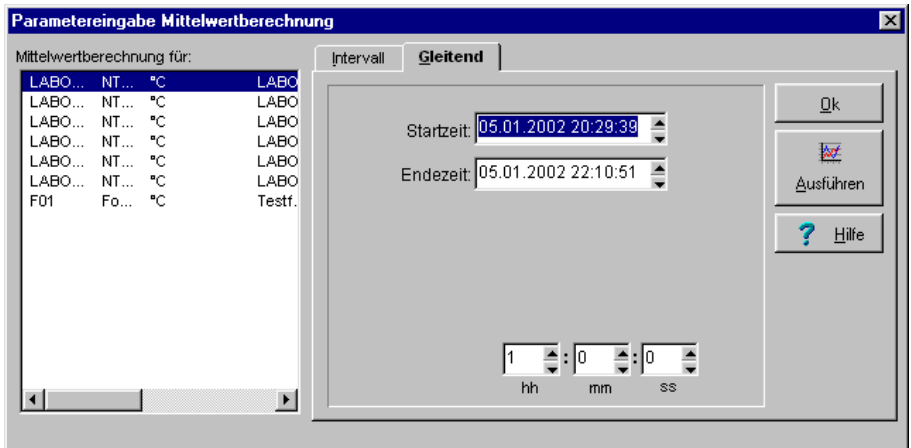 Parametereingabe Mittelwertberechnung
Mittelwertberechnung für:
LABO... NT... °C LABO
LABO... NT... °C LABO
LABO... NT... °C LABO
LABO... NT... °C LABO
LABO... NT... °C LABO
LABO... NT... °C LABO
F01 Fo... °C Testf.
Intervall Gleitend
Startzeit: 05.01.2002 20:29:39
Endezeit: 05.01.2002 22:10:51
1 : 0 : 0
hh mm ss
Ok
Ausführen
? Hilfe